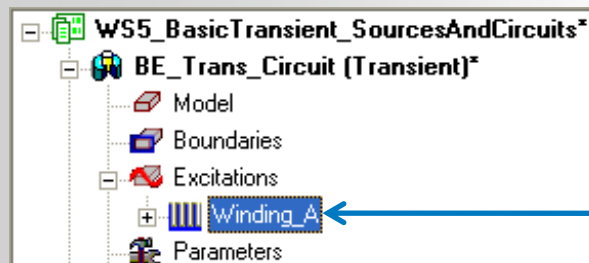 WS5_BasicTransient_SourcesAndCircuits*
BE_Trans_Circuit (Transient)*
Model
Boundaries
Excitations
Winding_A
Parameters